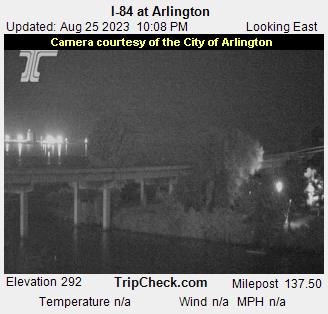 I-84 at Arlington
Updated: Aug 25 2023 10:08 PM Looking East
Camera courtesy of the City of Arlington
Elevation 292 TripCheck.com Milepost 137.50
Temperature n/a Wind n/a MPH n/a